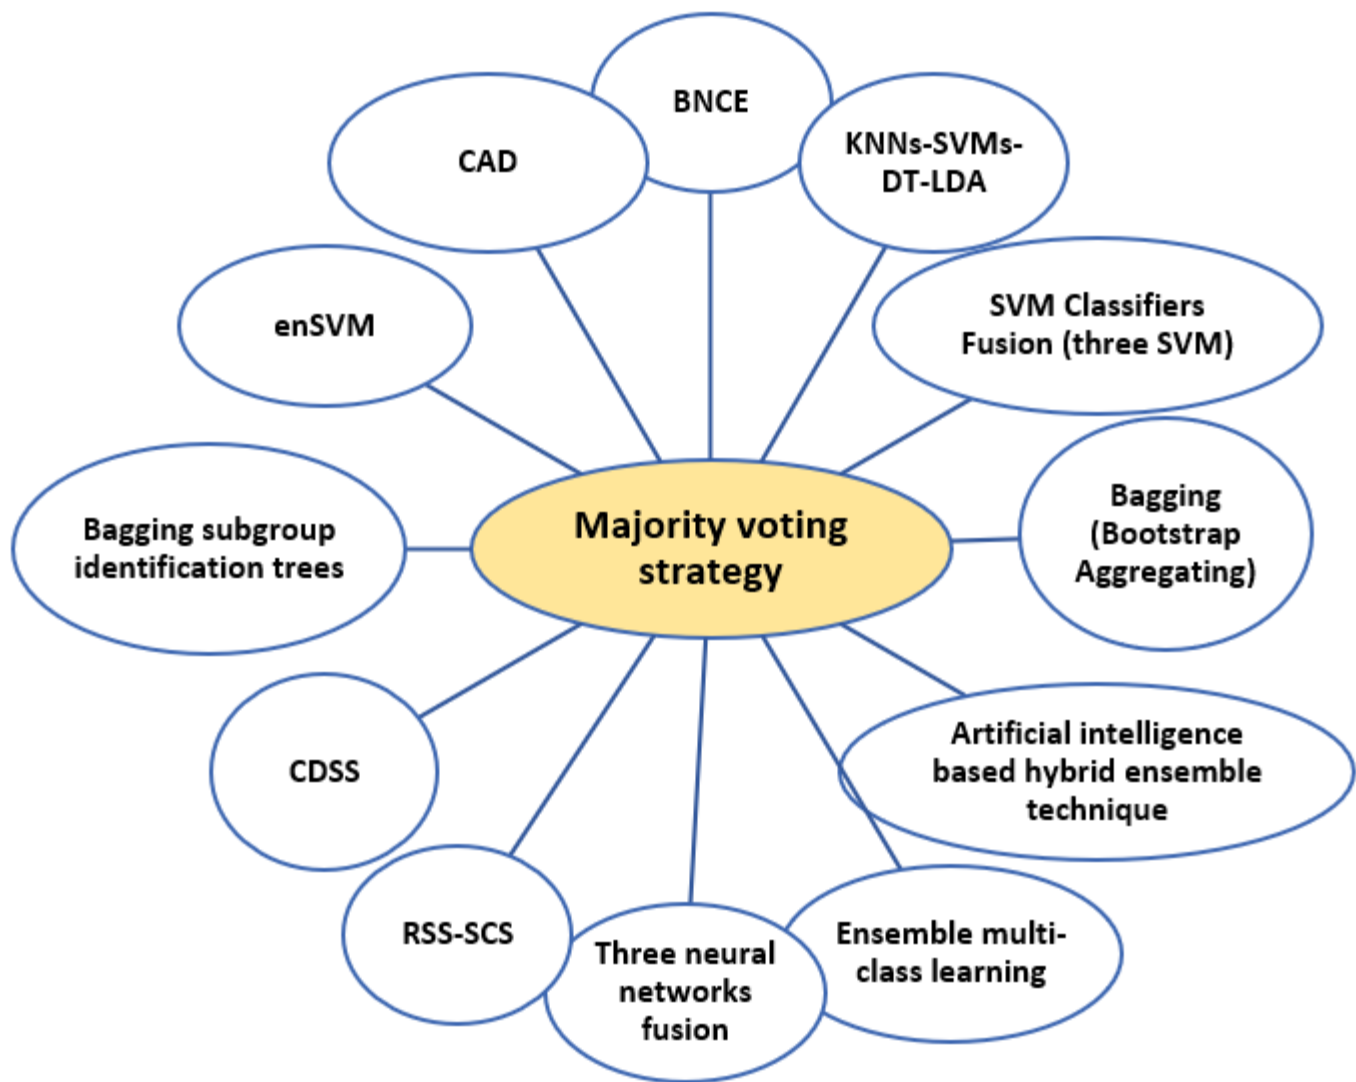 BNCE
KNNs-SVMs-
DT-LDA
CAD
SVM Classifiers
Fusion (three SVM)
enSVM
Bagging
(Bootstrap
Aggregating)
Majority voting
strategy
Bagging subgroup
identification trees
Artificial intelligence
based hybrid ensemble
technique
CDSS
RSS-SCS
Three neural
networks
fusion
Ensemble multi-
class learning